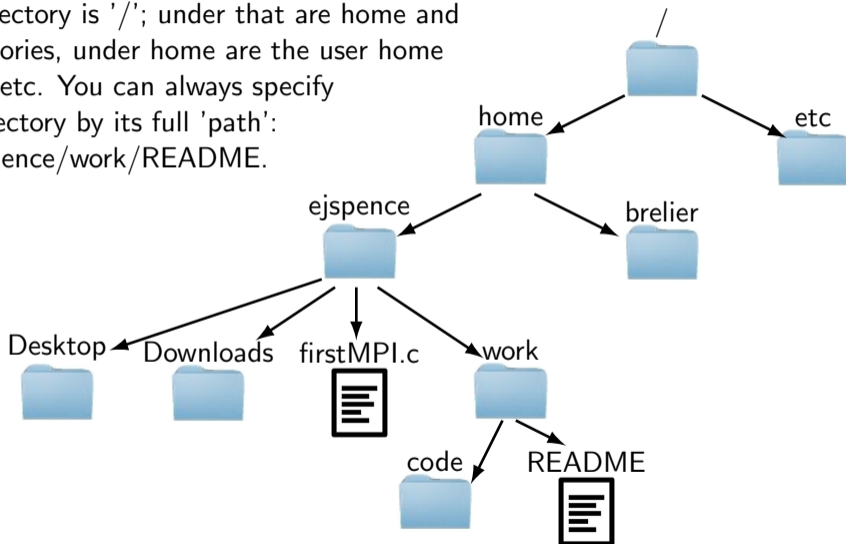 ectory is '/'; under that are home and
ories, under home are the user home
etc. You can always specify
ectory by its full 'path':
ence/work/README.
/
home
etc
ejspence
brelier
Desktop
Downloads
firstMPI.c
work
code
README